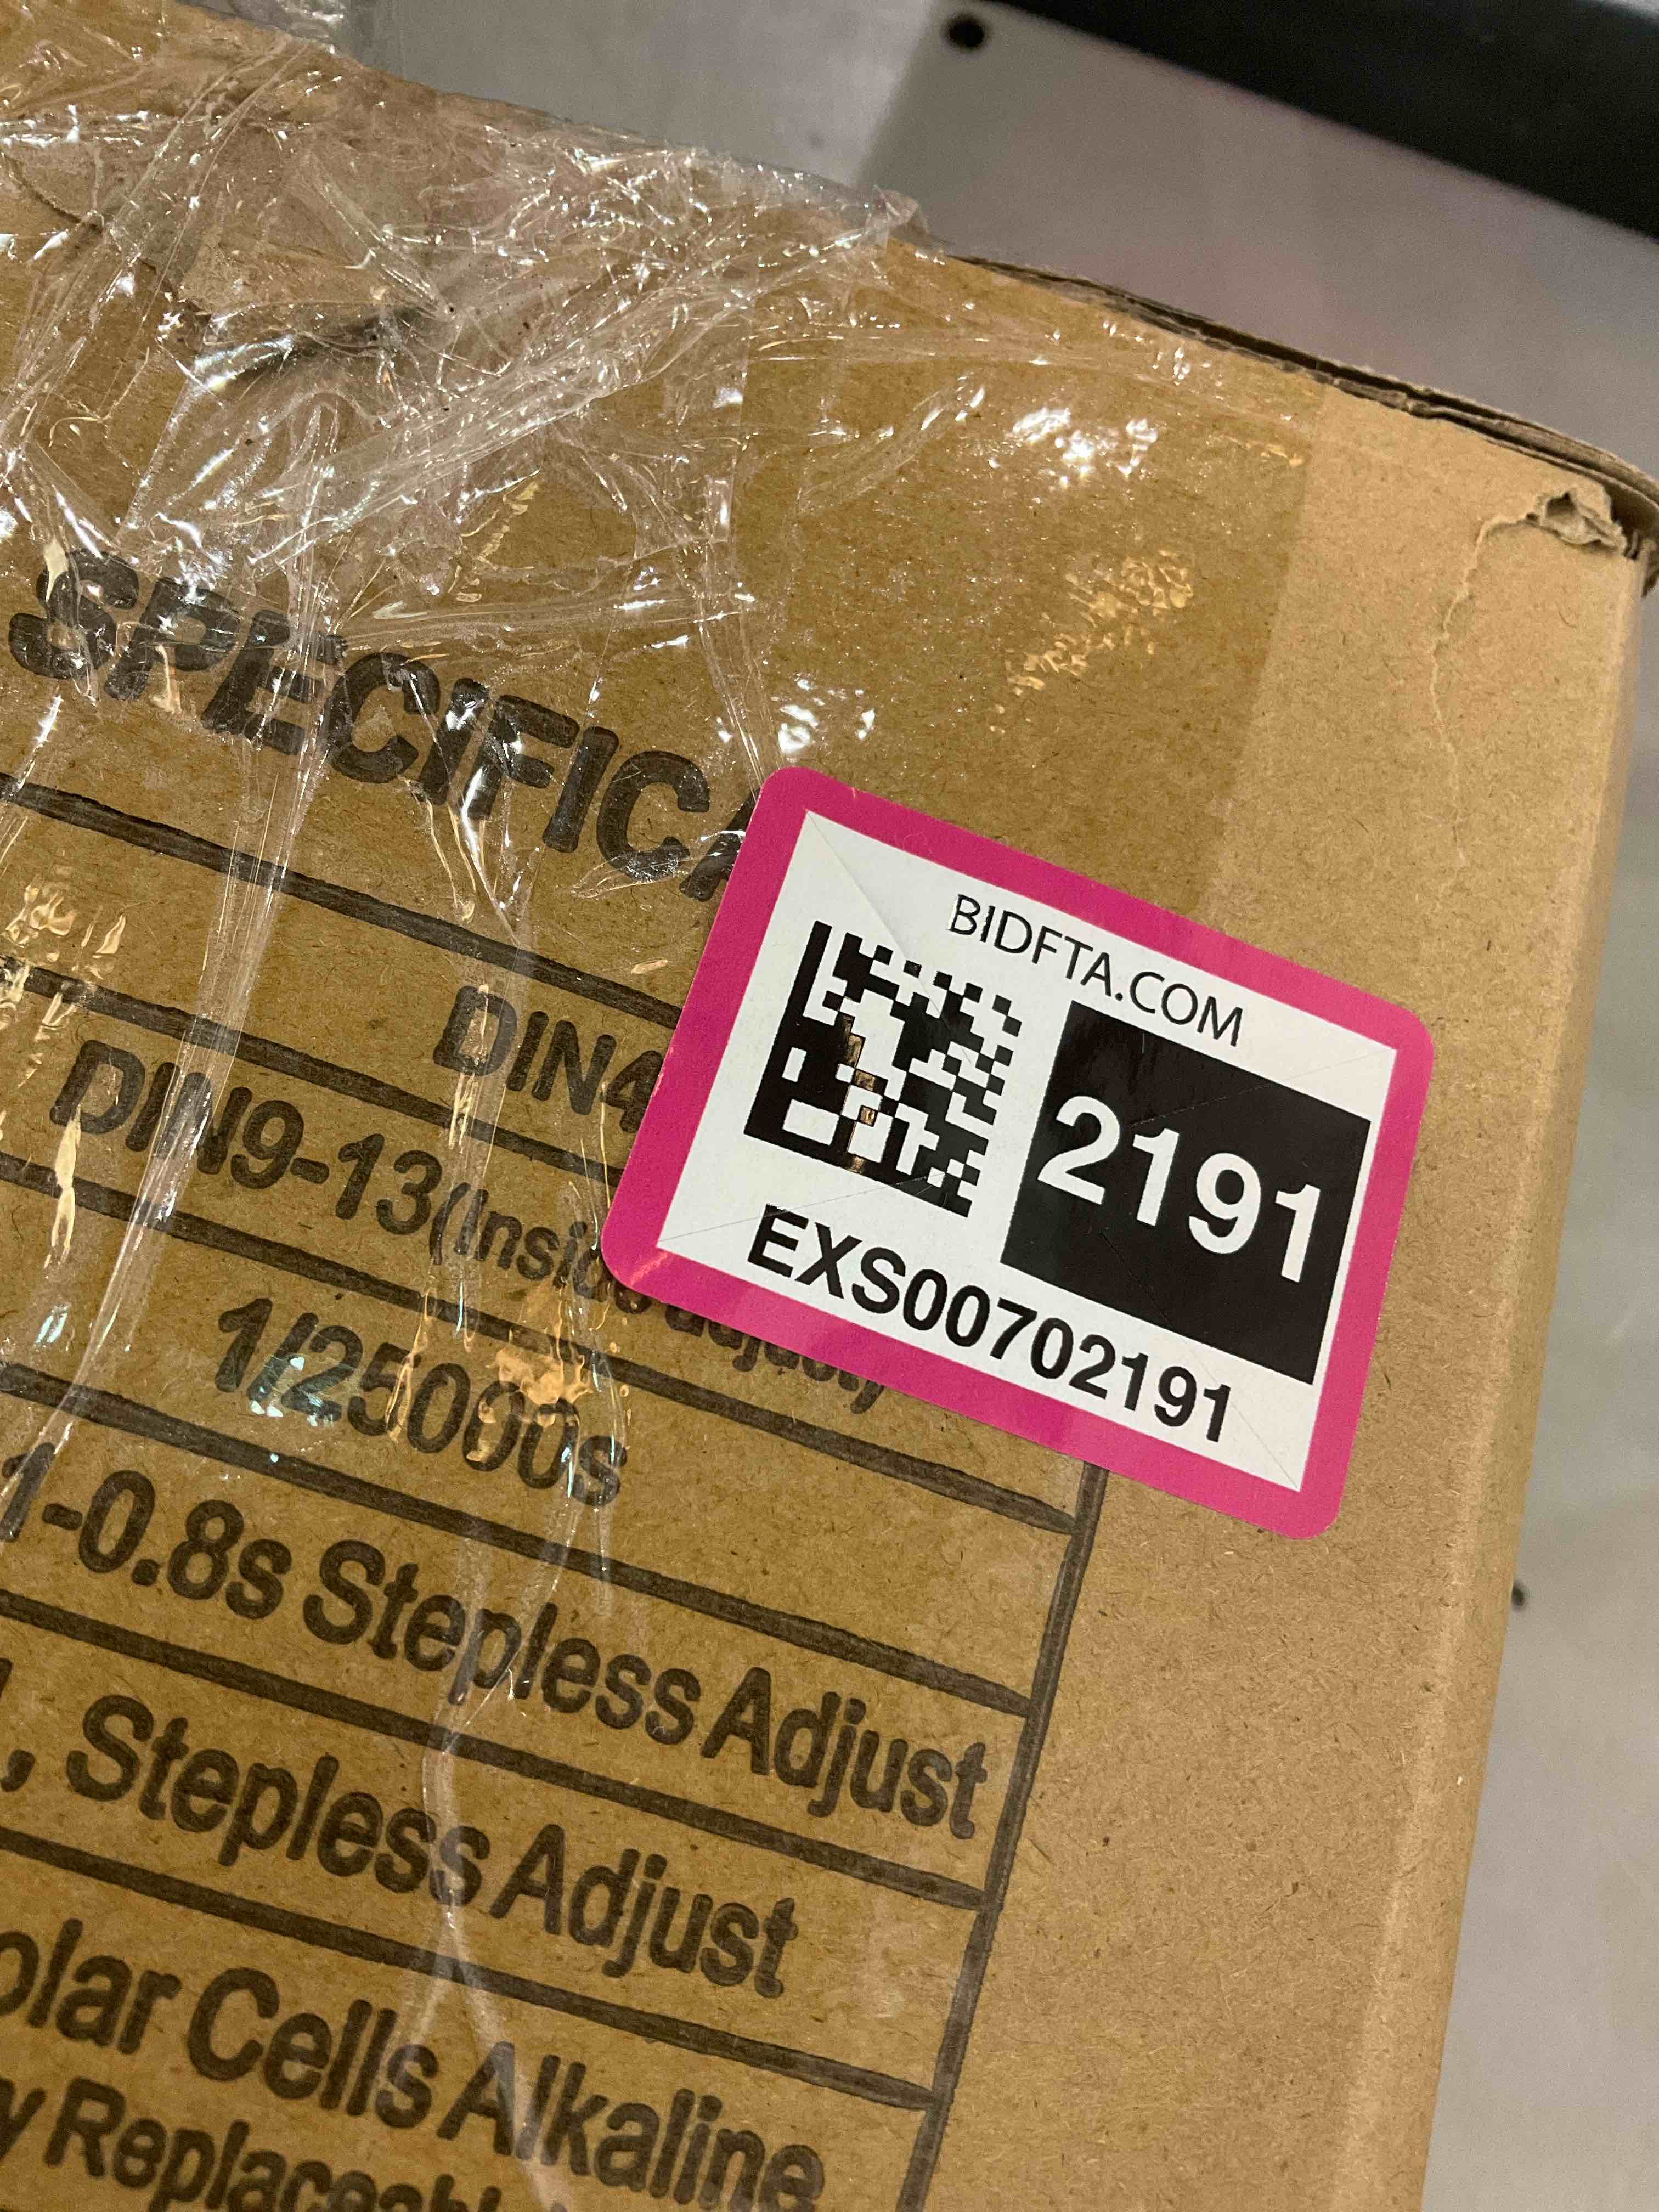 SPECIFICA
BIDFTA.COM
2191
EXS00702191
DIN4
DIN9-13(Inside adjust)
1/25000s
1-0.8s Stepless Adjust
, Stepless Adjust
olar Cells Alkaline
y Replaceabl